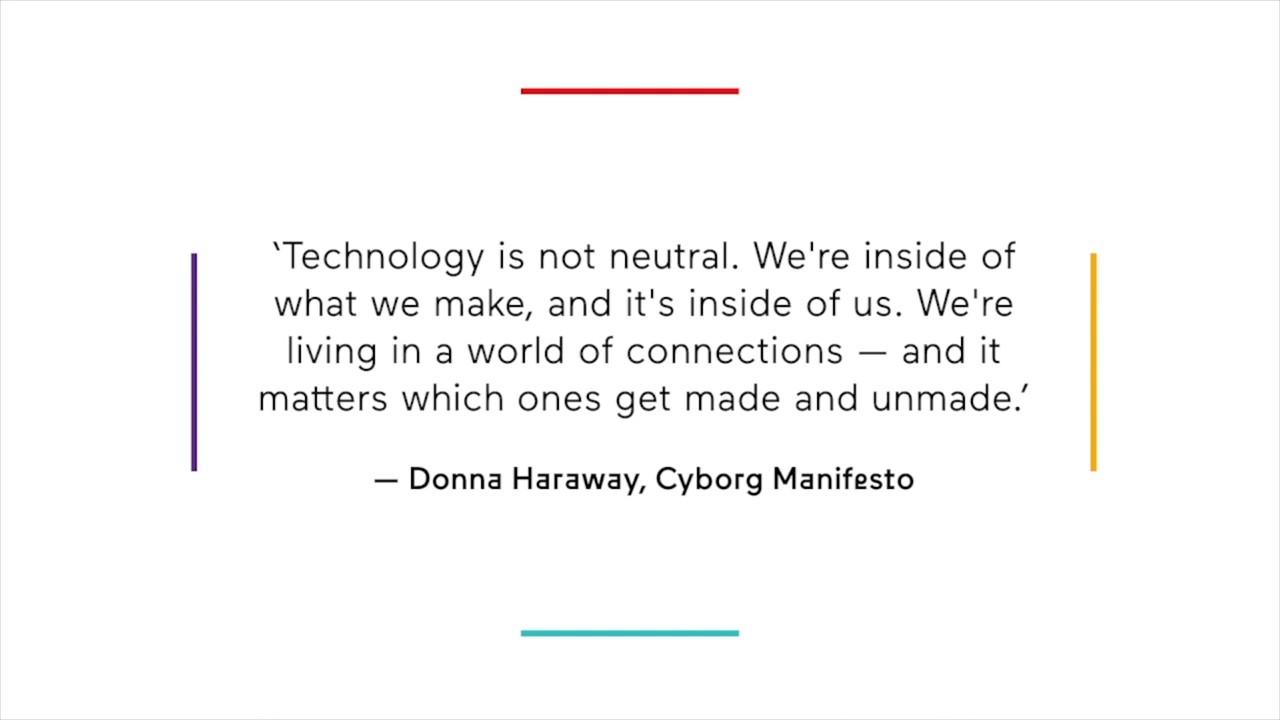 ‘Technology is not neutral. We're inside of
what we make, and it's inside of us. We're
living in a world of connections — and it
matters which ones get made and unmade.’
— Donna Haraway, Cyborg Manifesto